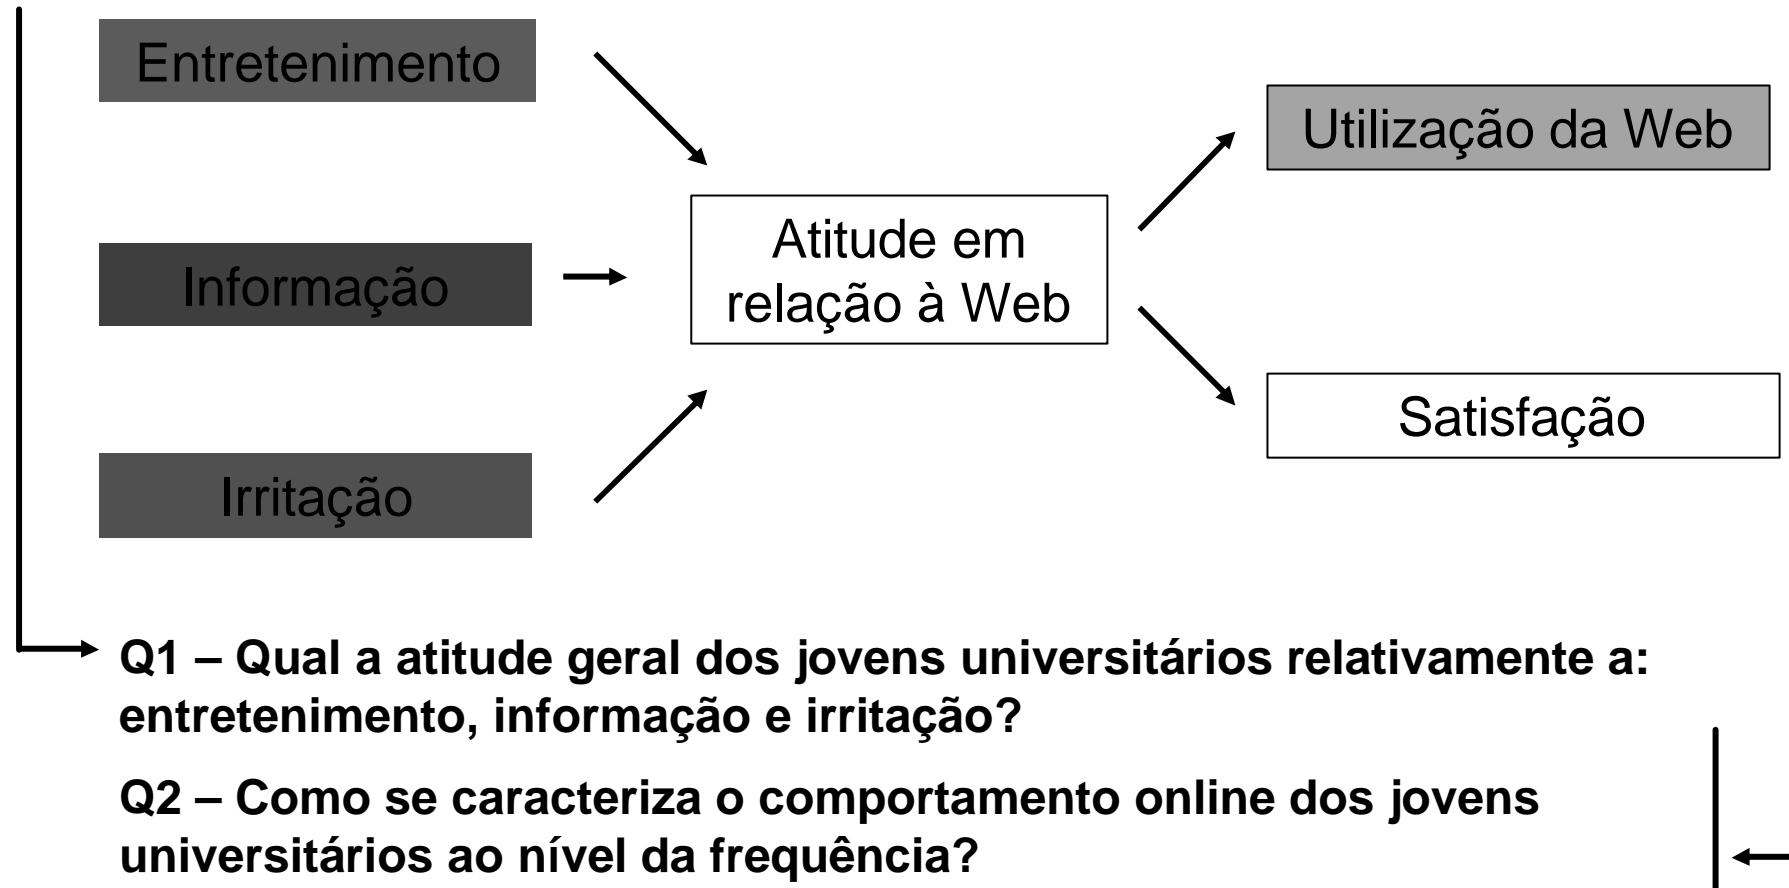 Entretenimento
Utilização da Web
Atitude em
relação à Web
Informação
Satisfação
Irritação
Q1 – Qual a atitude geral dos jovens universitários relativamente a:
entretenimento, informação e irritação?
Q2 – Como se caracteriza o comportamento online dos jovens
universitários ao nível da frequência?